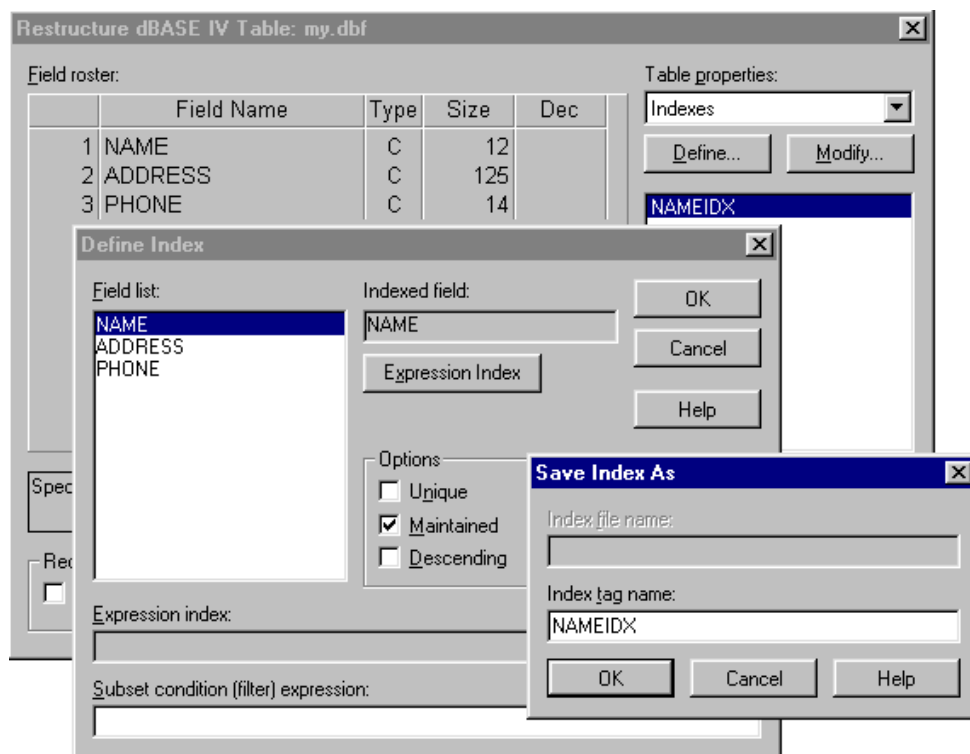 Restructure dBASE IV Table: my.dbf
Field roster:
Field Name Type Size Dec
1 NAME C 12
2 ADDRESS C 125
3 PHONE C 14
Table properties:
Indexes
Define... Modify...
NAMEIDX
Define Index
Field list:
NAME
ADDRESS
PHONE
Indexed field:
NAME
Expression Index
OK
Cancel
Help
Options
Unique
Maintained
Descending
Expression index:
Subset condition (filter) expression:
Spec
Rec
Save Index As
Index file name:
Index tag name:
NAMEIDX
OK Cancel Help